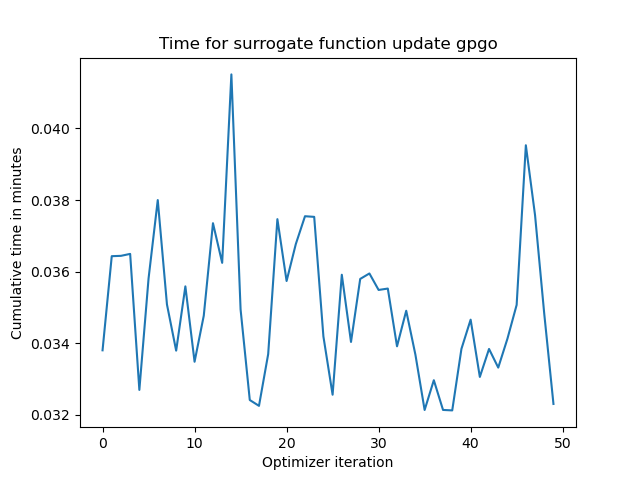 Time for surrogate function update gpgo
Cumulative time in minutes
0.040
0.038
0.036
0.034
0.032
0 10 20 30 40 50
Optimizer iteration